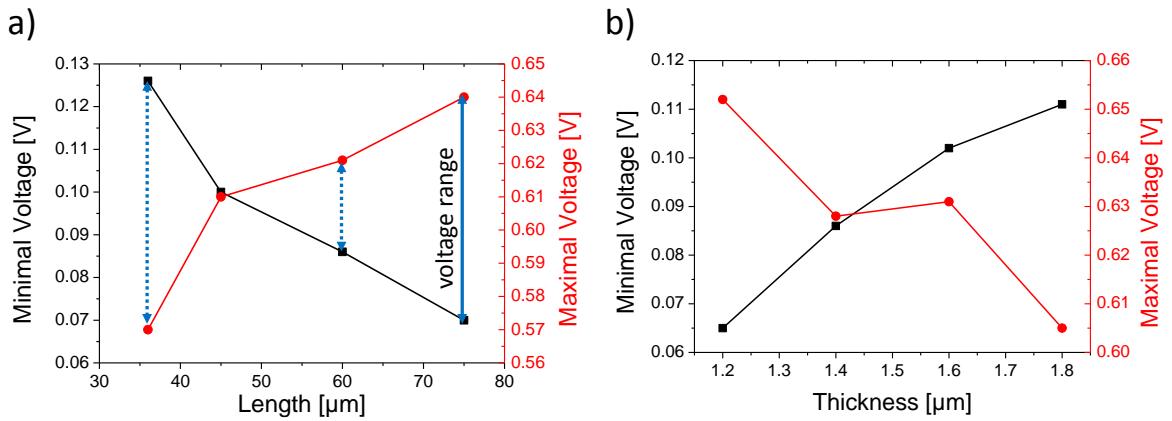 a)
Minimal Voltage [V]
0.13
0.12
0.11
0.10
0.09
0.08
0.07
0.06
30 40 50 60 70 80
Length [µm]
voltage range
0.65
0.64
0.63
0.62
0.61
0.60
0.59
0.58
0.57
0.56
Maximal Voltage [V]
b)
Minimal Voltage [V]
0.12
0.11
0.10
0.09
0.08
0.07
0.06
1.2 1.3 1.4 1.5 1.6 1.7 1.8
Thickness [µm]
0.66
0.65
0.64
0.63
0.62
0.61
0.60
Maximal Voltage [V]